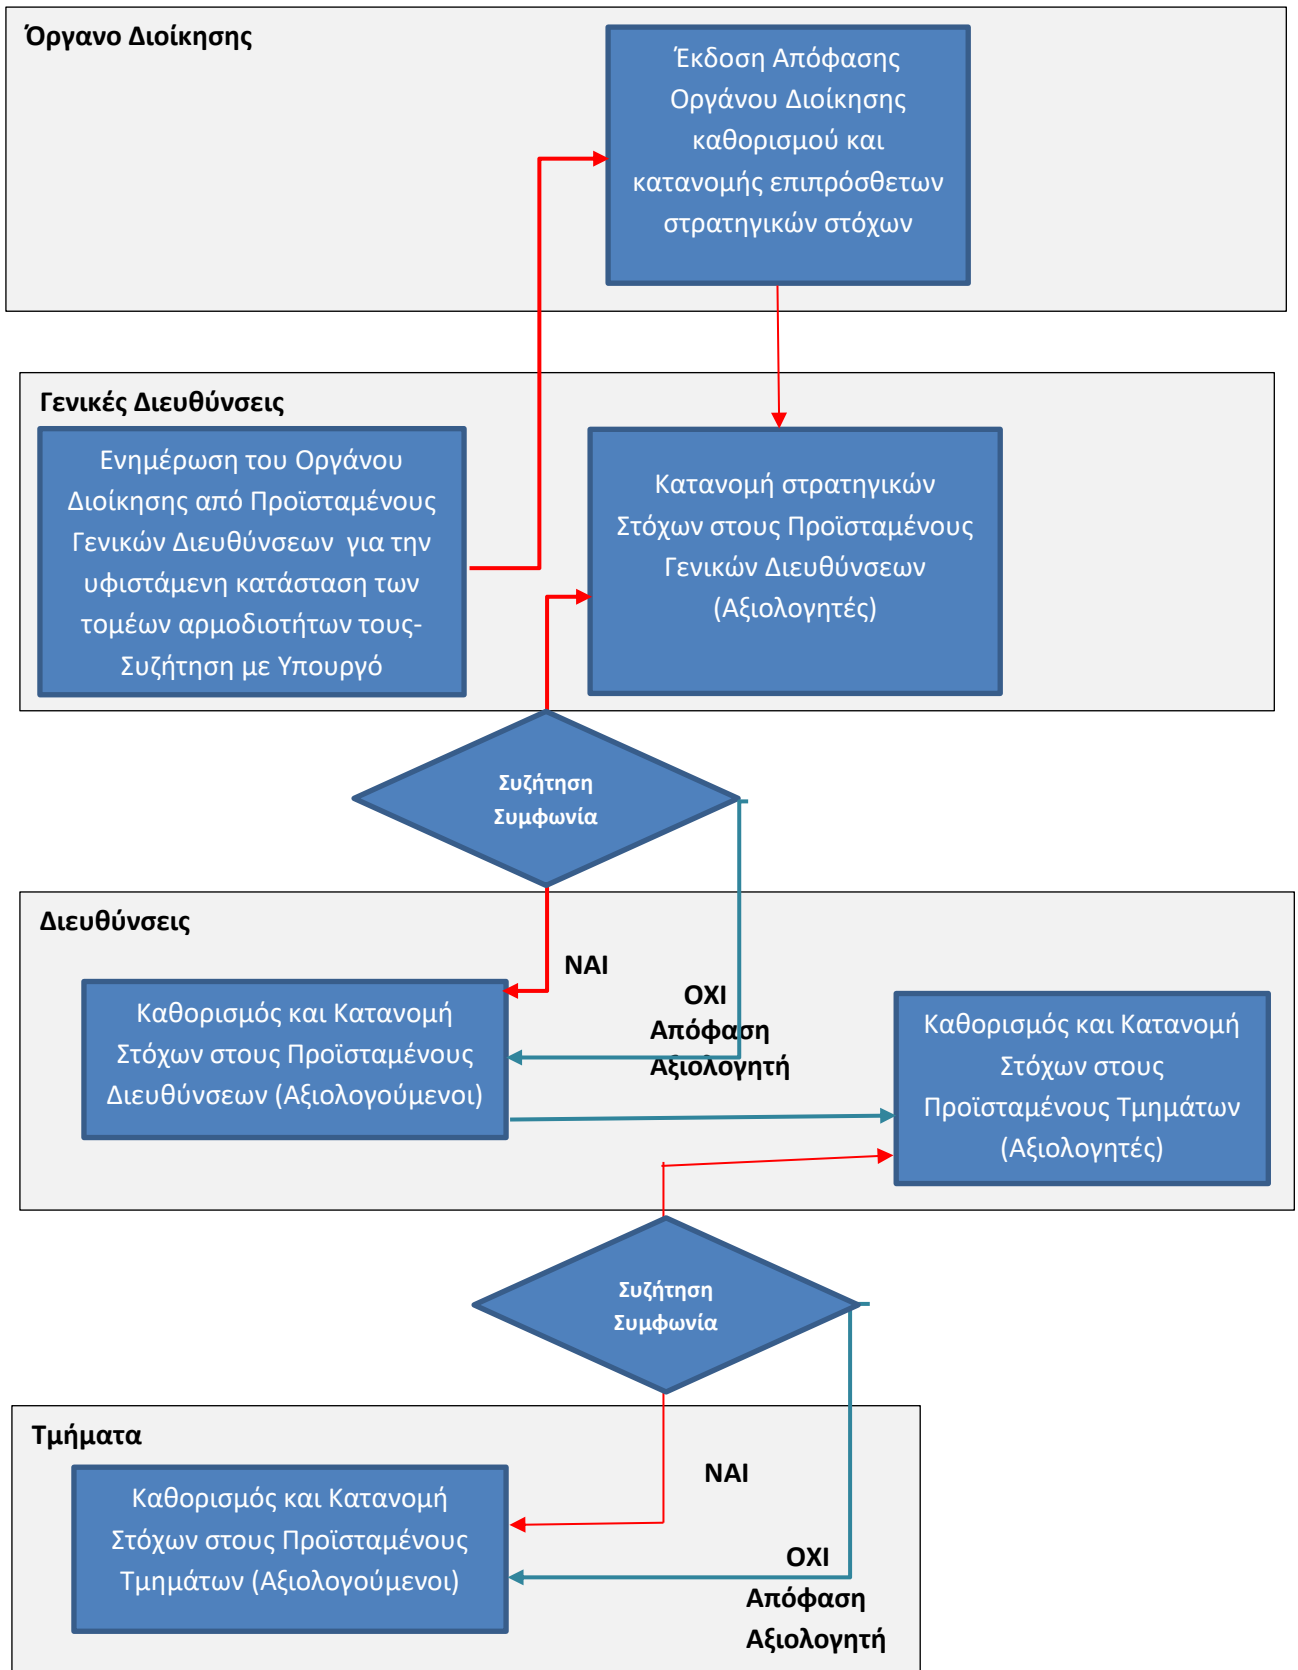 Όργανο Διοίκησης
Έκδοση Απόφασης
Οργάνου Διοίκησης
καθορισμού και
κατανομής επιπρόσθετων
στρατηγικών στόχων
Γενικές Διευθύνσεις
Ενημέρωση του Οργάνου
Διοίκησης από Προϊσταμένους
Γενικών Διευθύνσεων για την
υφιστάμενη κατάσταση των
τομέων αρμοδιοτήτων τους-
Συζήτηση με Υπουργό
Κατανομή στρατηγικών
Στόχων στους Προϊσταμένους
Γενικών Διευθύνσεων
(Αξιολογητές)
Συζήτηση
Συμφωνία
Διευθύνσεις
ΝΑΙ
ΟΧΙ
Απόφαση
Αξιολογητή
Καθορισμός και Κατανομή
Στόχων στους Προϊσταμένους
Διευθύνσεων (Αξιολογούμενοι)
Καθορισμός και Κατανομή
Στόχων στους
Προϊσταμένους Τμημάτων
(Αξιολογητές)
Συζήτηση
Συμφωνία
Τμήματα
ΝΑΙ
Καθορισμός και Κατανομή
Στόχων στους Προϊσταμένους
Τμημάτων (Αξιολογούμενοι)
ΟΧΙ
Απόφαση
Αξιολογητή